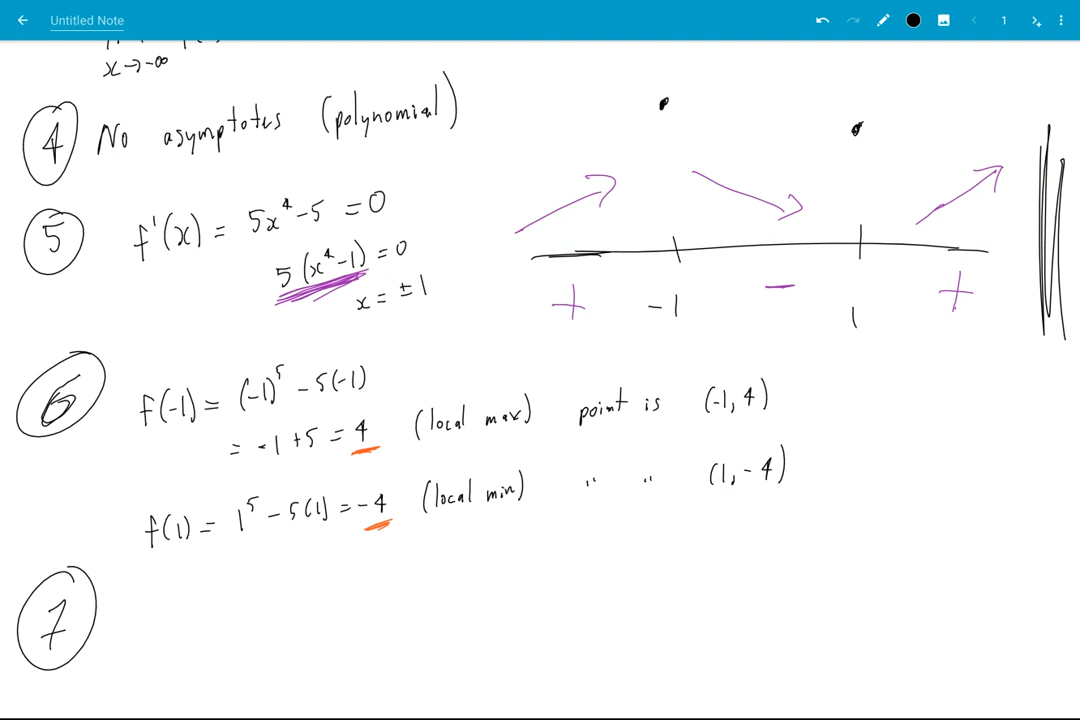 Untitled Note
1
x → -∞
4 No asymptotes (polynomial)
5 f'(x) = 5x⁴ - 5 = 0
5(x⁴ - 1) = 0
x = ± 1
+ -1 - 1 +
6 f(-1) = (-1)⁵ - 5(-1)
= -1 + 5 = 4 (local max) point is (-1, 4)
f(1) = 1⁵ - 5(1) = -4 (local min) " " (1, -4)
7